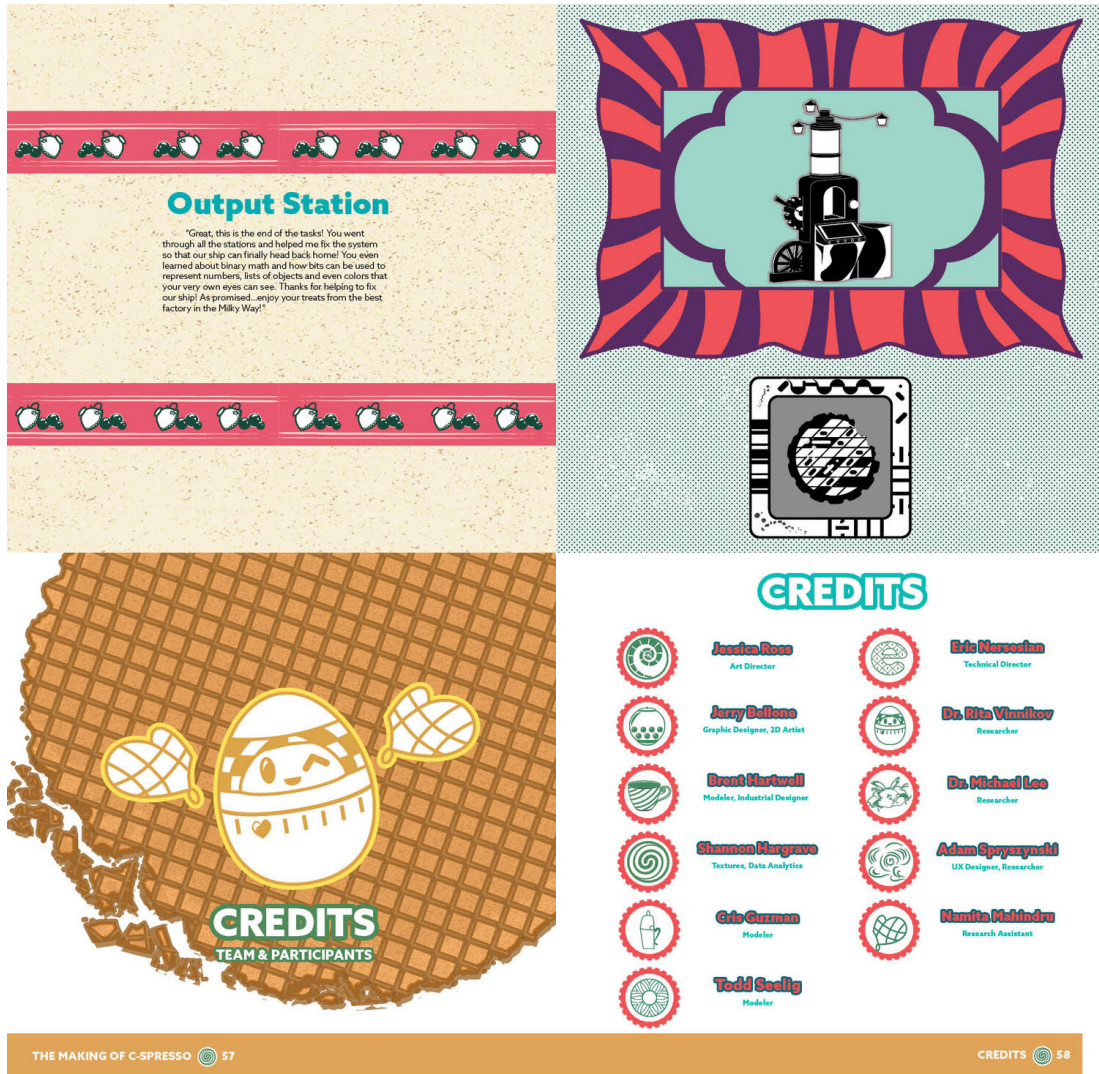 Output Station
"Great, this is the end of the tasks! You went
through all the stations and helped me fix the system
so that our ship can finally head back home! You even
learned about binary math and how bits can be used to
represent numbers, lists of objects and even colors that
your very own eyes can see. Thanks for helping to fix
our ship! As promised...enjoy your treats from the best
factory in the Milky Way!"
CREDITS
TEAM & PARTICIPANTS
THE MAKING OF C-SPRESSO 57
CREDITS
Jessica Ross
Art Director
Jerry Bellone
Graphic Designer, 2D Artist
Brent Hartwell
Modeler, Industrial Designer
Shannon Hargrave
Textures, Data Analytics
Cris Guzman
Modeler
Todd Seelig
Modeler
Eric Nersesian
Technical Director
Dr. Rita Vinnikov
Researcher
Dr. Michael Lee
Researcher
Adam Spryszynski
UX Designer, Researcher
Namita Mahindru
Research Assistant
CREDITS 58